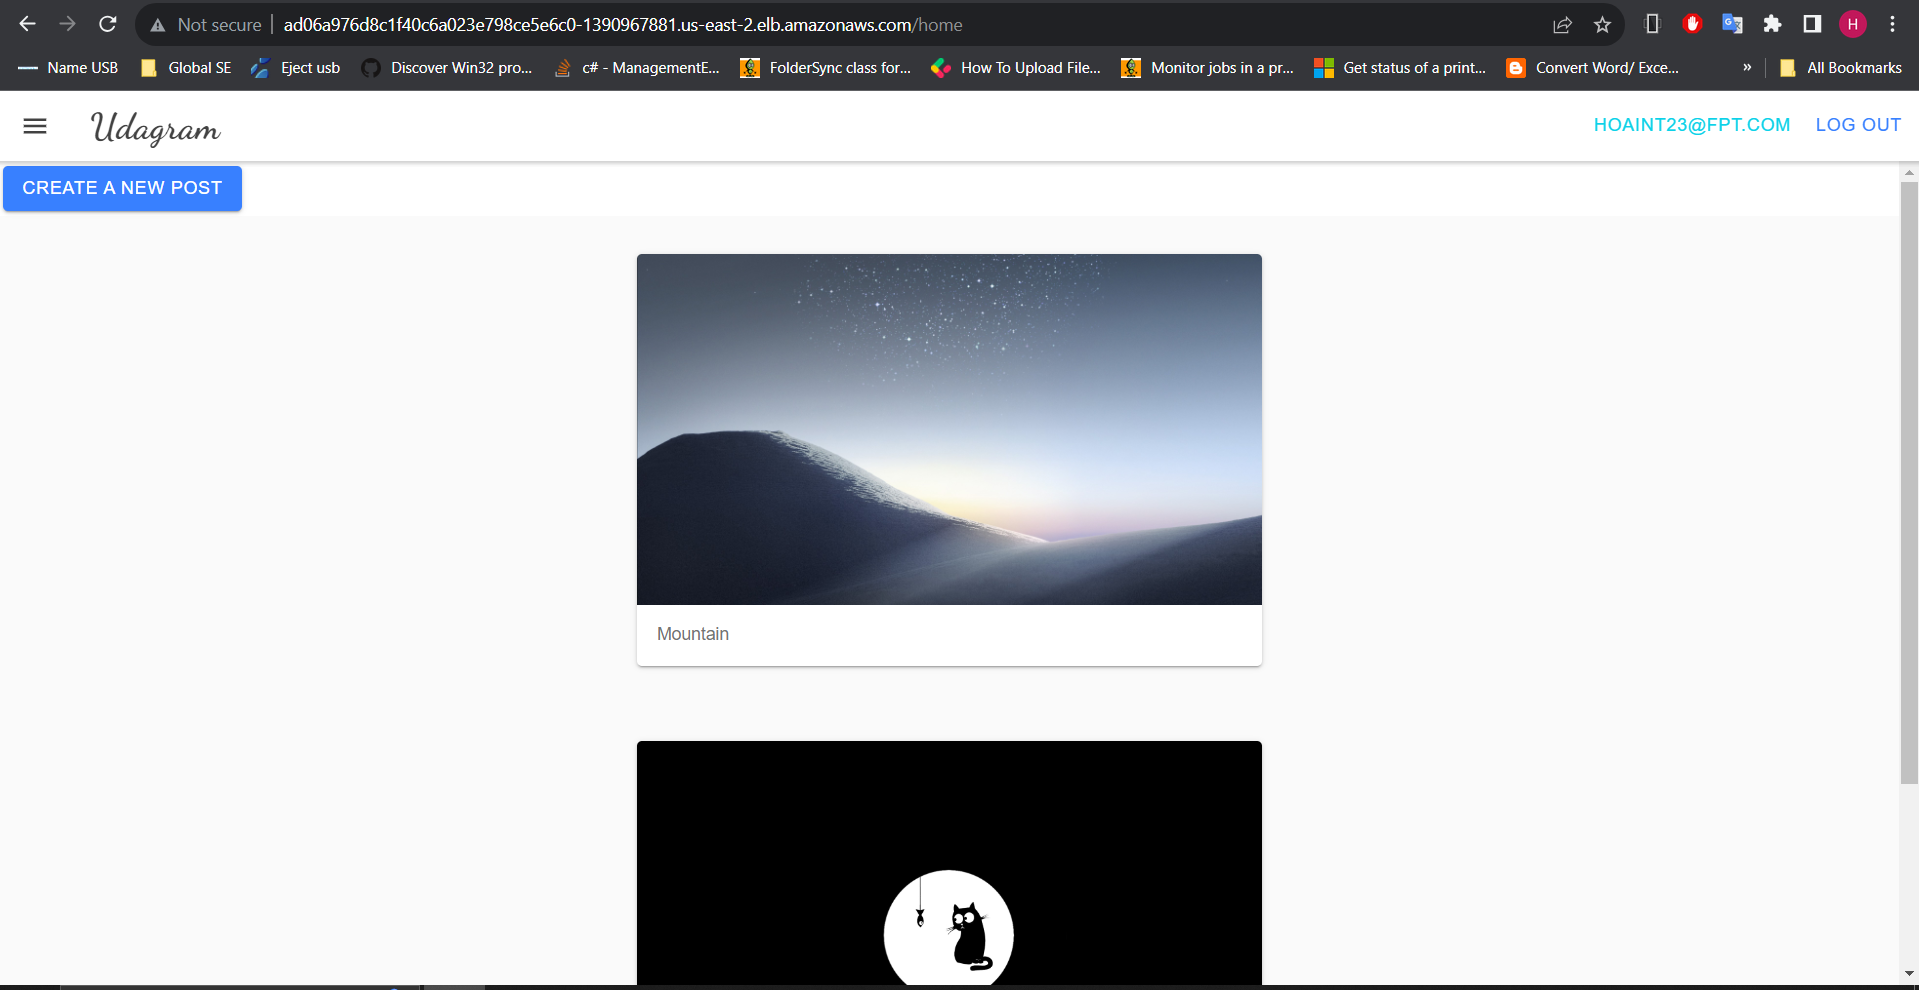 Not secure ad06a976d8c1f40c6a023e798ce5e6c0-1390967881.us-east-2.elb.amazonaws.com/home H
Name USB Global SE Eject usb Discover Win32 pro... c# - ManagementE... FolderSync class for... How To Upload File... Monitor jobs in a pr... Get status of a print... Convert Word/ Exce... » All Bookmarks
Udagram HOAINT23@FPT.COM LOG OUT
CREATE A NEW POST
Mountain